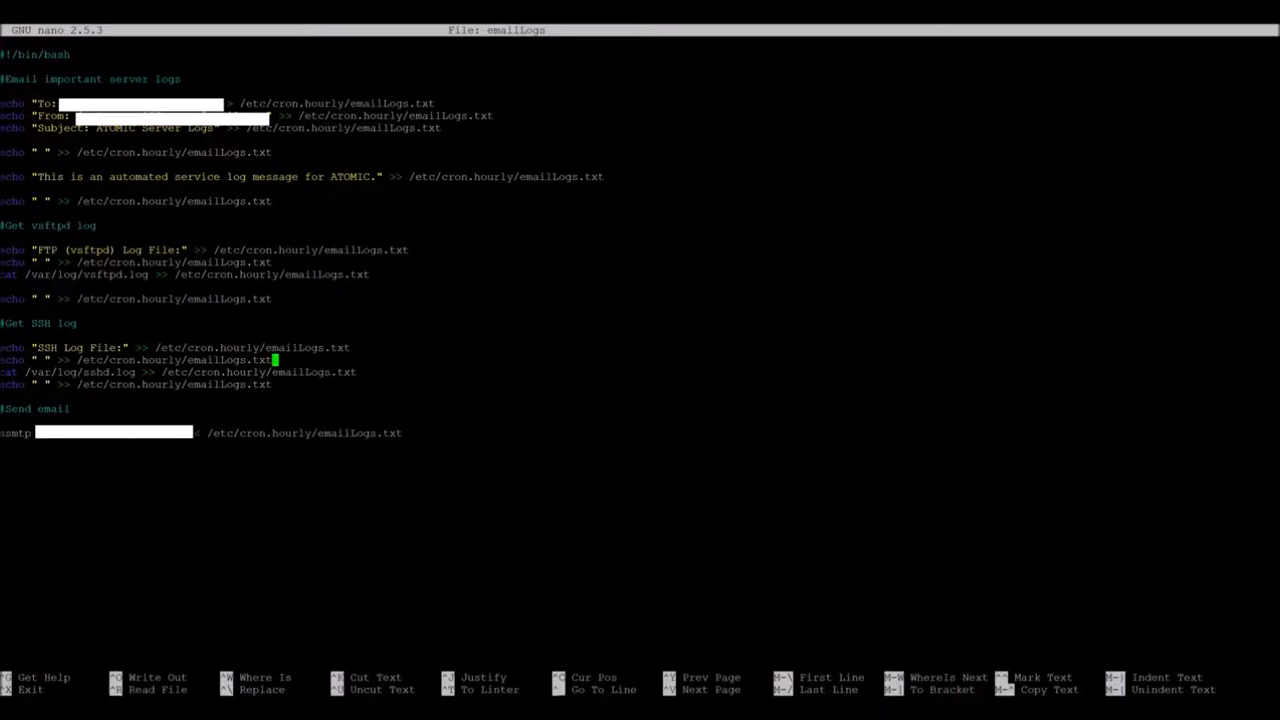 GNU nano 2.5.3 File: emailLogs
#!/bin/bash
#Email important server logs
echo "To: > /etc/cron.hourly/emailLogs.txt
echo "From: " >> /etc/cron.hourly/emailLogs.txt
echo "Subject: ATOMIC Server Logs" >> /etc/cron.hourly/emailLogs.txt
echo " " >> /etc/cron.hourly/emailLogs.txt
echo "This is an automated service log message for ATOMIC." >> /etc/cron.hourly/emailLogs.txt
echo " " >> /etc/cron.hourly/emailLogs.txt
#Get vsftpd log
echo "FTP (vsftpd) Log File:" >> /etc/cron.hourly/emailLogs.txt
echo " " >> /etc/cron.hourly/emailLogs.txt
cat /var/log/vsftpd.log >> /etc/cron.hourly/emailLogs.txt
echo " " >> /etc/cron.hourly/emailLogs.txt
#Get SSH log
echo "SSH Log File:" >> /etc/cron.hourly/emailLogs.txt
echo " " >> /etc/cron.hourly/emailLogs.txt
cat /var/log/sshd.log >> /etc/cron.hourly/emailLogs.txt
echo " " >> /etc/cron.hourly/emailLogs.txt
#Send email
ssmtp < /etc/cron.hourly/emailLogs.txt
^G Get Help ^O Write Out ^W Where Is ^K Cut Text ^J Justify ^C Cur Pos ^Y Prev Page M-\ First Line M-W WhereIs Next ^^ Mark Text M-} Indent Text
^X Exit ^R Read File ^\ Replace ^U Uncut Text ^T To Linter ^_ Go To Line ^V Next Page M-/ Last Line M-] To Bracket M-^ Copy Text M-{ Unindent Text